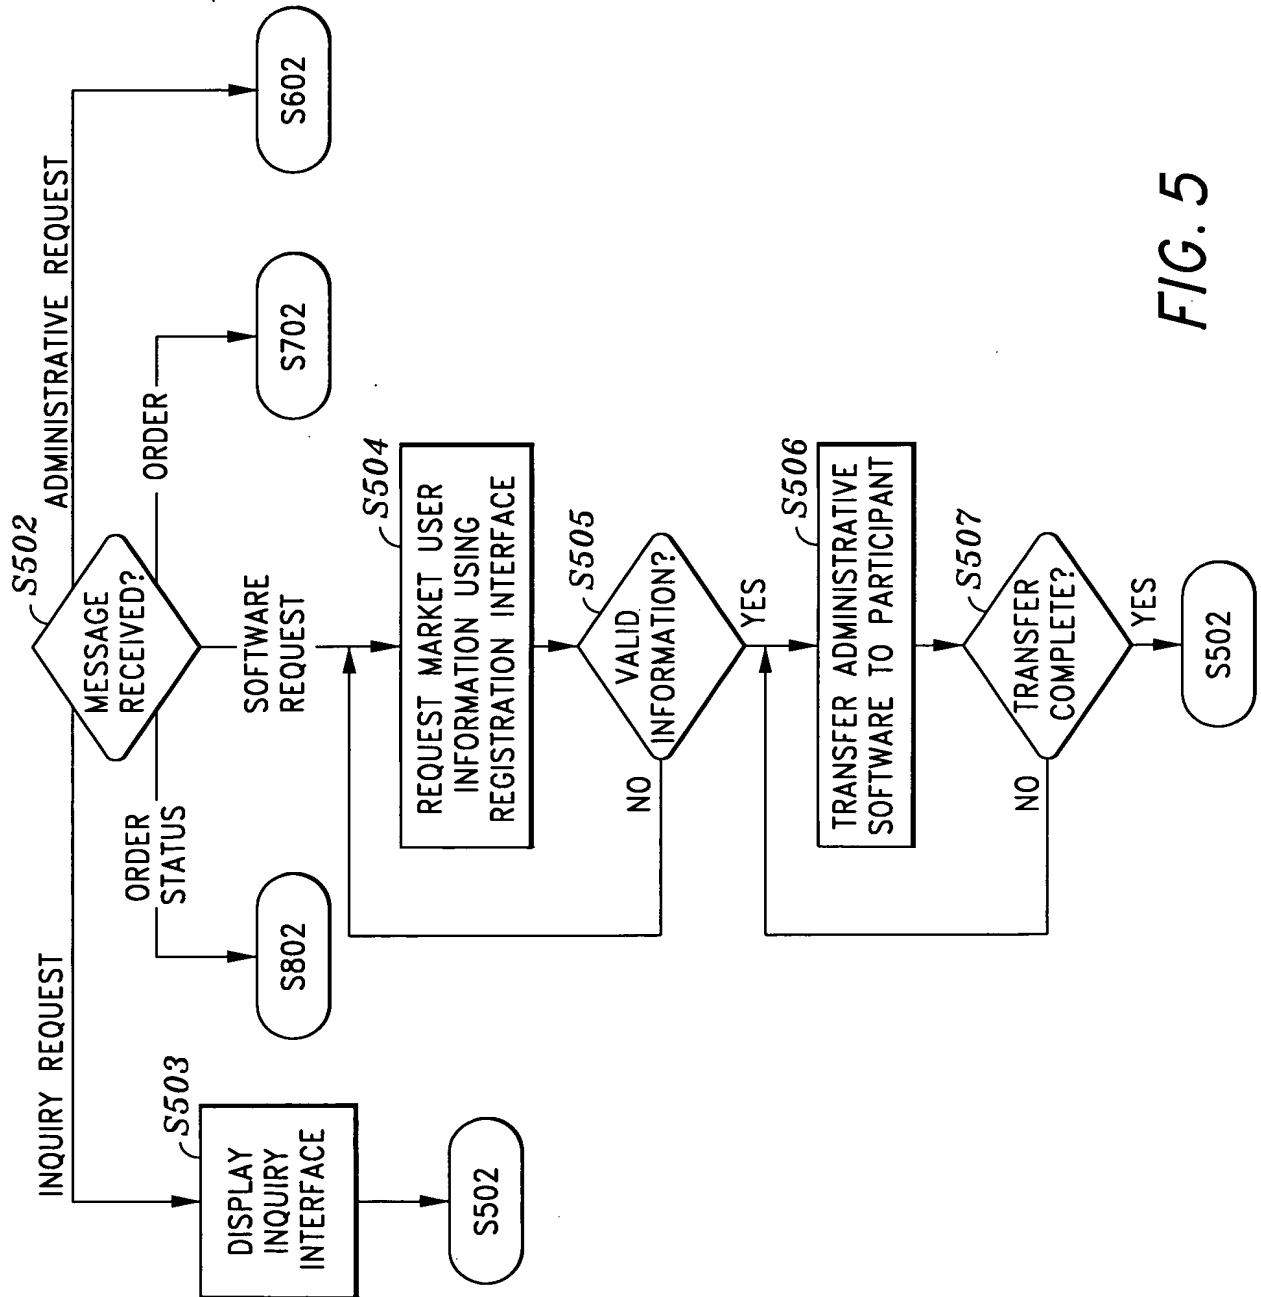 S502
MESSAGE
RECEIVED?
INQUIRY REQUEST
ADMINISTRATIVE REQUEST
ORDER
STATUS
ORDER
SOFTWARE
REQUEST
S503
DISPLAY
INQUIRY
INTERFACE
S502
S802
S702
S602
S504
REQUEST MARKET USER
INFORMATION USING
REGISTRATION INTERFACE
S505
VALID
INFORMATION?
NO
YES
S506
TRANSFER ADMINISTRATIVE
SOFTWARE TO PARTICIPANT
S507
TRANSFER
COMPLETE?
NO
YES
S502
FIG. 5